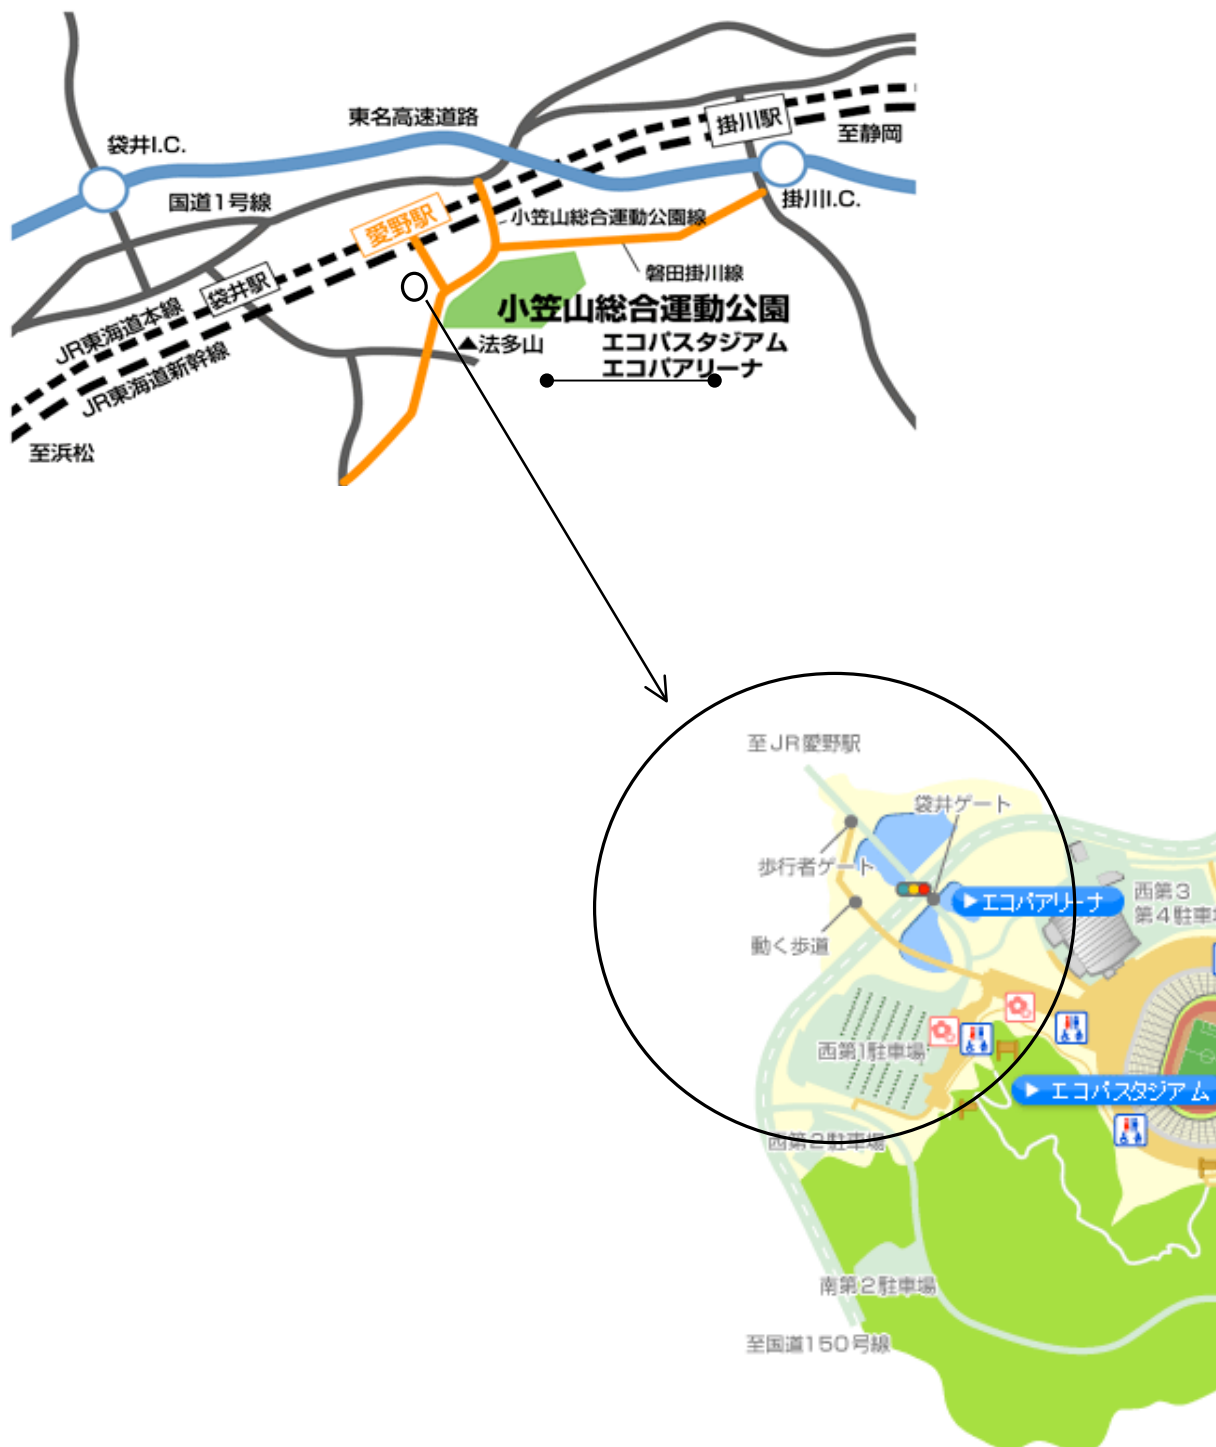 東名高速道路
掛川駅
至静岡
袋井I.C.
掛川I.C.
国道1号線
愛野駅
小笠山総合運動公園線
磐田掛川線
袋井駅
小笠山総合運動公園
JR東海道本線
▲法多山
エコパスタジアム
エコパアリーナ
JR東海道新幹線
至浜松
至JR愛野駅
袋井ゲート
歩行者ゲート
エコパアリーナ
西第3
第4駐車場
動く歩道
西第1駐車場
エコパスタジアム
西第2駐車場
南第2駐車場
至国道150号線